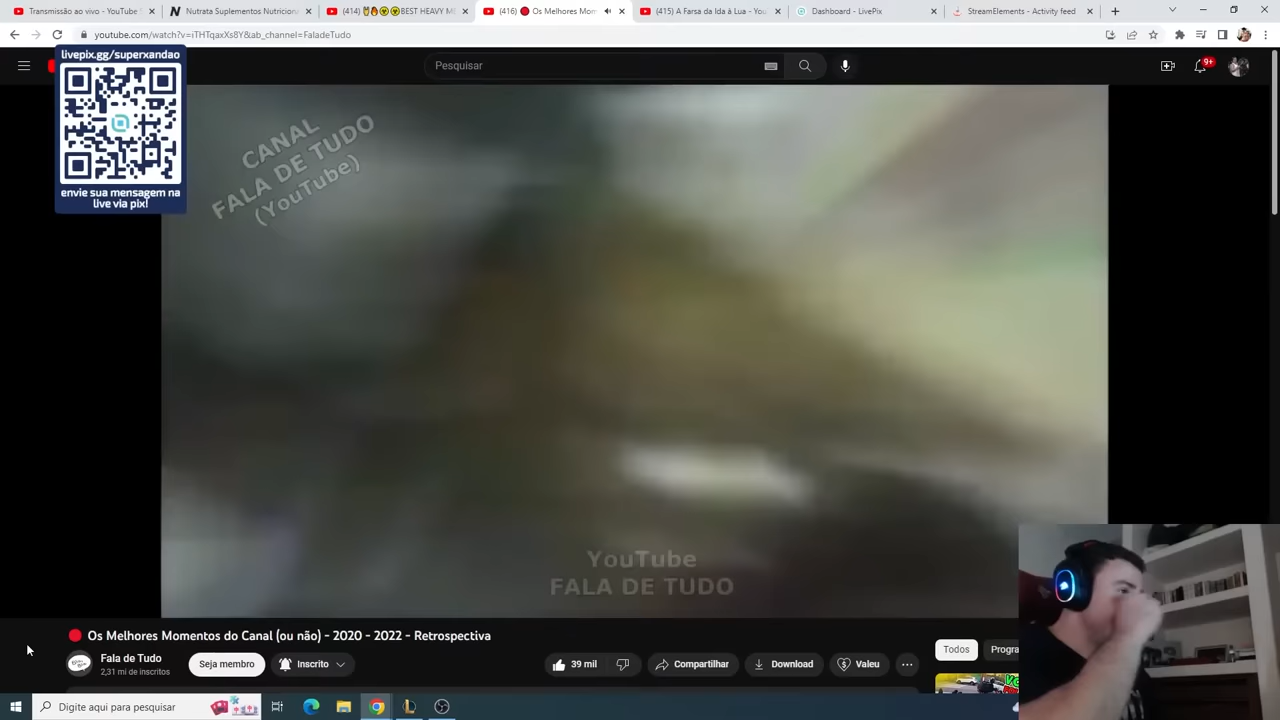 (414) 🦉🔥☢☢BEST HEAVY M
Transmissão ao vivo - YouTube S
Nutrata Suplementos Nutricion
(416) 🔴 Os Melhores Mom
(415) A Farsa da Ida à Lua - You
Dashboard - LivePix
StreamElements - Activity feed
youtube.com/watch?v=iTHTqaxXs8Y&ab_channel=FaladeTudo
livepix.gg/superxandao
envie sua mensagem na
live via pix!
Pesquisar
9+
CANAL
FALA DE TUDO
(YouTube)
YouTube
FALA DE TUDO
Os Melhores Momentos do Canal (ou não) - 2020 - 2022 - Retrospectiva
Fala de Tudo
2,31 mi de inscritos
Seja membro
Inscrito
39 mil
Compartilhar
Download
Valeu
Todos
Progra
Digite aqui para pesquisar